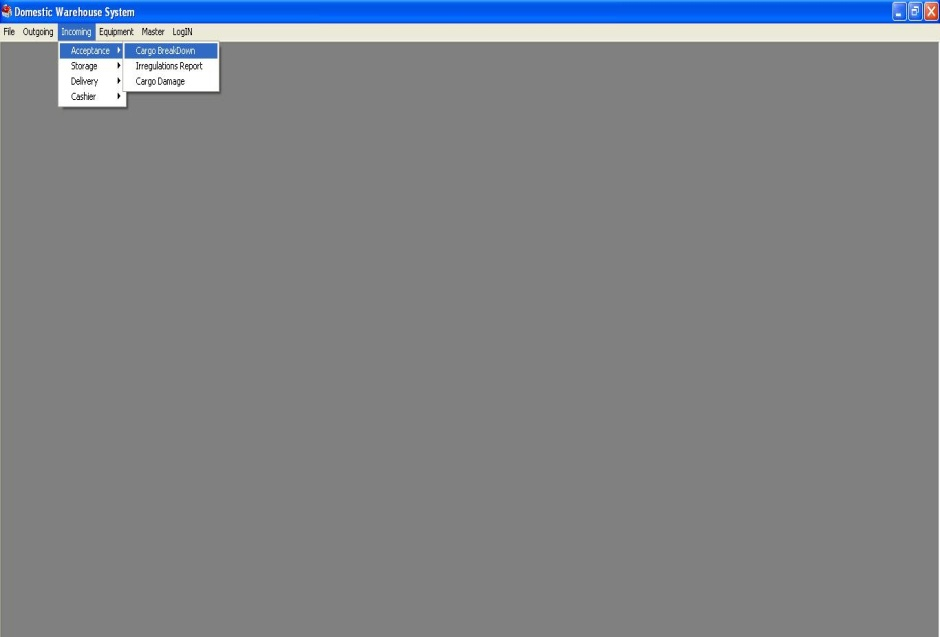 Domestic Warehouse System
File Outgoing Incoming Equipment Master LogIN
Acceptance Cargo BreakDown
Storage Irregulations Report
Delivery Cargo Damage
Cashier